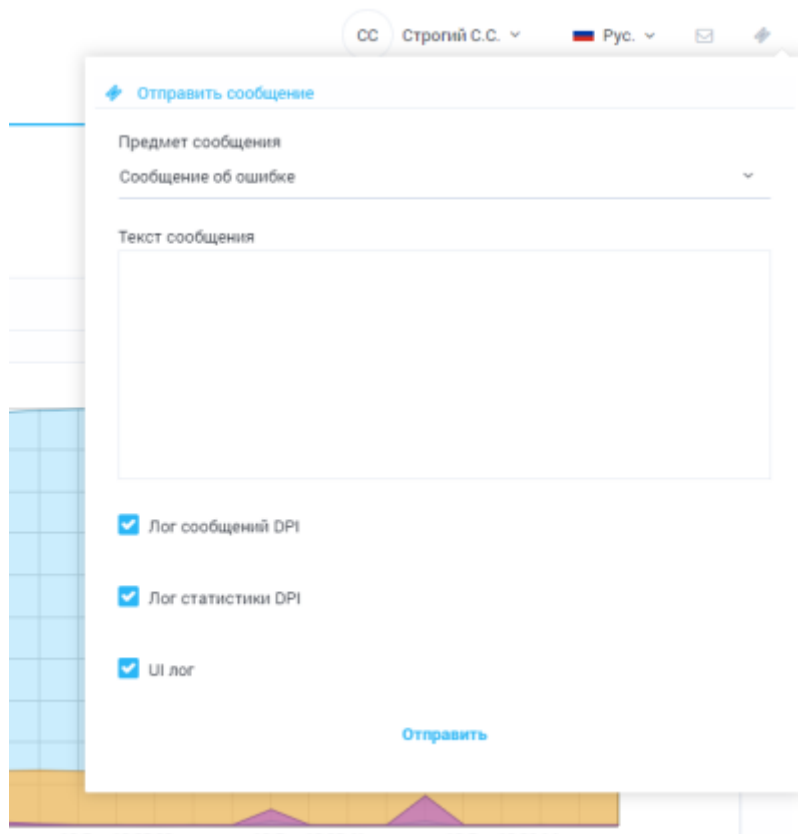 СС Строгий С.С. Рус.
Отправить сообщение
Предмет сообщения
Сообщение об ошибке
Текст сообщения
Лог сообщений DPI
Лог статистики DPI
UI лог
Отправить